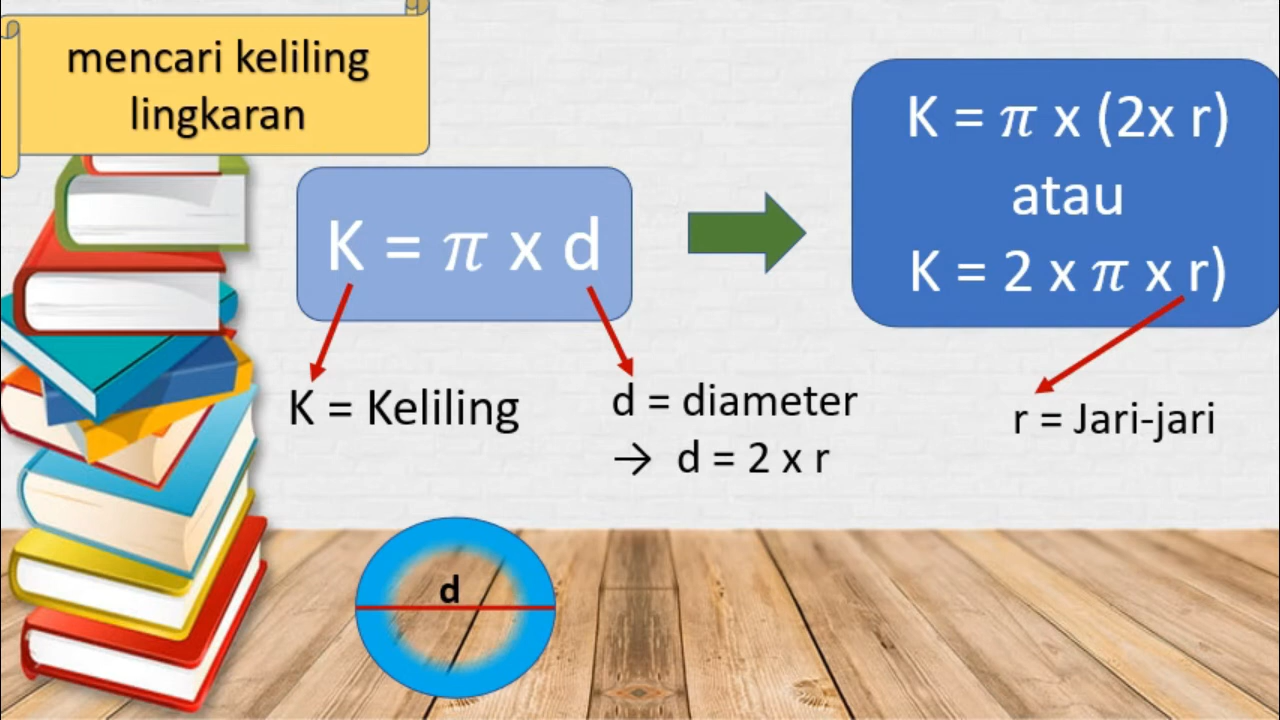 mencari keliling
lingkaran
K = π x d
K = π x (2x r)
atau
K = 2 x π x r)
K = Keliling
d = diameter
→ d = 2 x r
r = Jari-jari
d